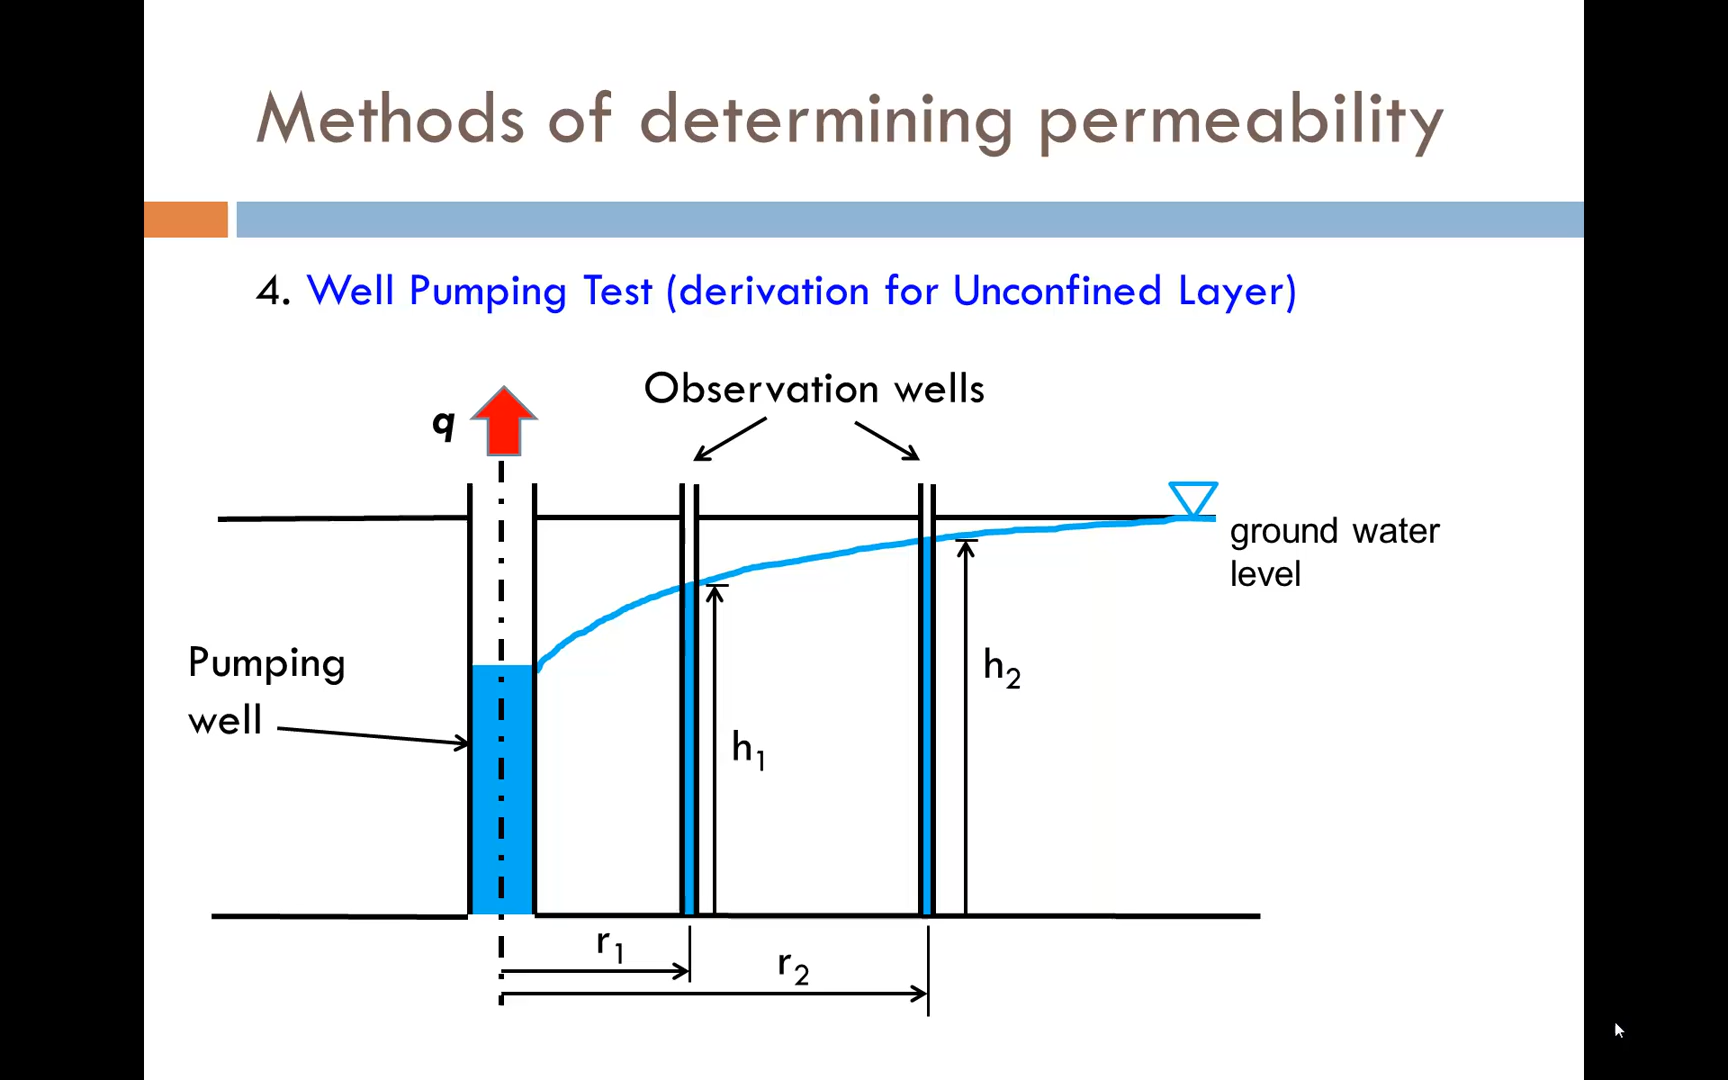 Methods of determining permeability
4. Well Pumping Test (derivation for Unconfined Layer)
Observation wells
q
ground water
level
Pumping
well
h₂
h₁
r₁
r₂